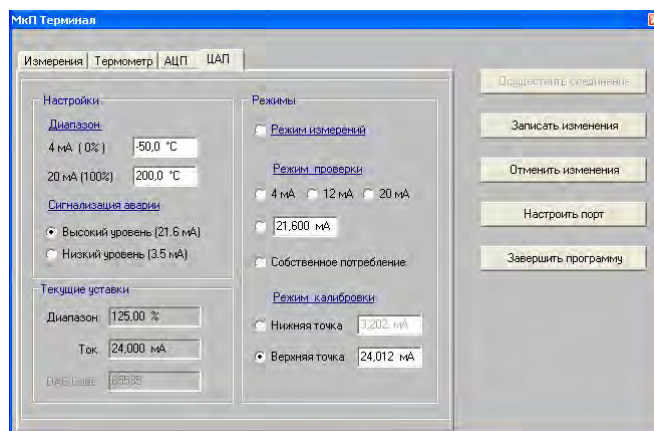 МкП Терминал
Измерения Термометр АЦП ЦАП
Настройки
Диапазон
4 мА ( 0% ) -50,0 °C
20 мА (100%) 200,0 °C
Сигнализация аварии
Высокий уровень (21.6 мА)
Низкий уровень (3.5 мА)
Текущие уставки
Диапазон 125,00 %
Ток 24,000 мА
DAC Code 65535
Режимы
Режим измерений
Режим проверки
4 мА 12 мА 20 мА
21,600 мА
Собственное потребление
Режим калибровки
Нижняя точка 3,202 мА
Верхняя точка 24,012 мА
Осуществить соединение
Записать изменения
Отменить изменения
Настроить порт
Завершить программу